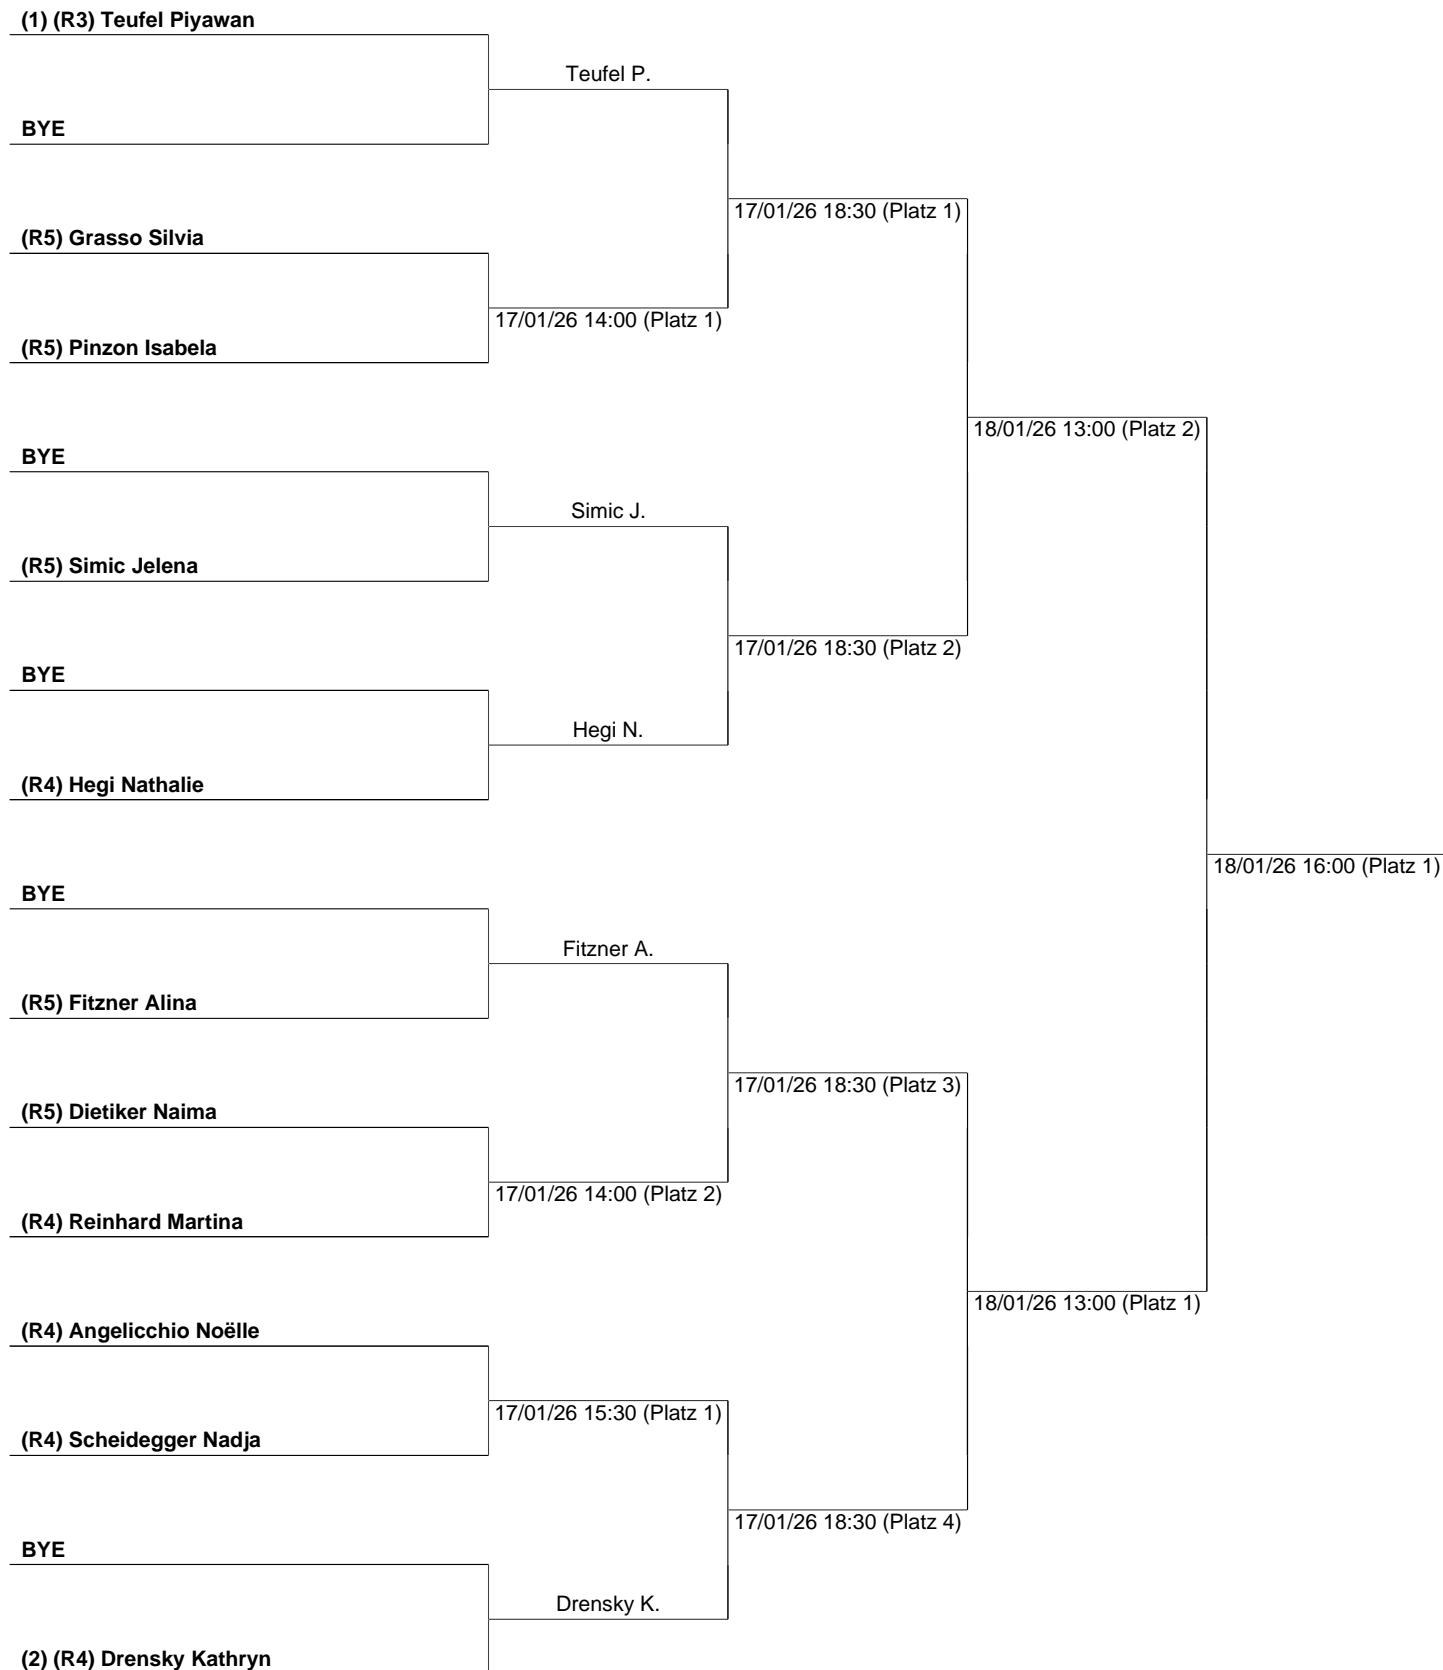 (1) (R3) Teufel Piyawan
Teufel P.
BYE
17/01/26 18:30 (Platz 1)
(R5) Grasso Silvia
17/01/26 14:00 (Platz 1)
(R5) Pinzon Isabela
18/01/26 13:00 (Platz 2)
BYE
Simic J.
(R5) Simic Jelena
17/01/26 18:30 (Platz 2)
BYE
Hegi N.
(R4) Hegi Nathalie
18/01/26 16:00 (Platz 1)
BYE
Fitzner A.
(R5) Fitzner Alina
17/01/26 18:30 (Platz 3)
(R5) Dietiker Naima
17/01/26 14:00 (Platz 2)
(R4) Reinhard Martina
18/01/26 13:00 (Platz 1)
(R4) Angelicchio Noëlle
17/01/26 15:30 (Platz 1)
(R4) Scheidegger Nadja
17/01/26 18:30 (Platz 4)
BYE
Drensky K.
(2) (R4) Drensky Kathryn